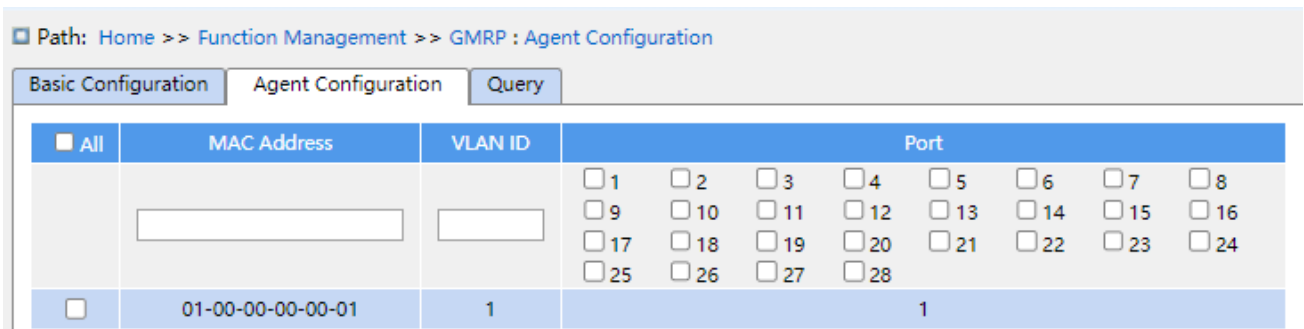 Path: Home >> Function Management >> GMRP : Agent Configuration
Basic Configuration Agent Configuration Query
All MAC Address VLAN ID Port
1 2 3 4 5 6 7 8
9 10 11 12 13 14 15 16
17 18 19 20 21 22 23 24
25 26 27 28
01-00-00-00-00-01 1 1